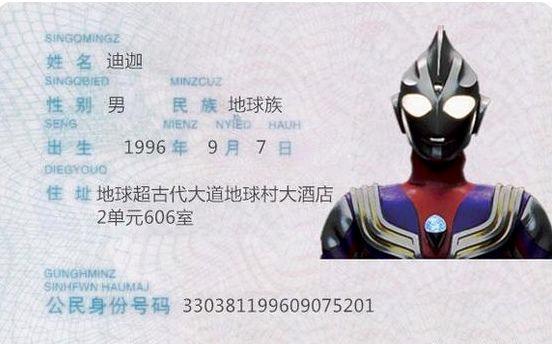 SINGQMINGZ
姓名 迪迦
SINGQBIED MINZCUZ
性别 男 民族 地球族
SENG NIENZ NYIED HAUH
出生 1996 年 9 月 7 日
DIEGYOUQ
住址 地球超古代大道地球村大酒店
2单元606室
GUNGHMINZ
SINHFWN HAUMAJ
公民身份号码 330381199609075201